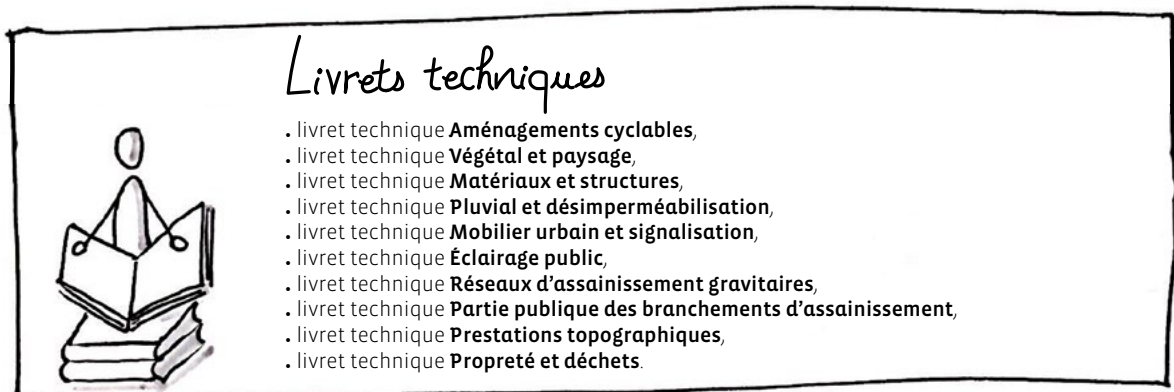 Livrets techniques
. livret technique Aménagements cyclables,
. livret technique Végétal et paysage,
. livret technique Matériaux et structures,
. livret technique Pluvial et désimperméabilisation,
. livret technique Mobilier urbain et signalisation,
. livret technique Éclairage public,
. livret technique Réseaux d'assainissement gravitaires,
. livret technique Partie publique des branchements d'assainissement,
. livret technique Prestations topographiques,
. livret technique Propreté et déchets.